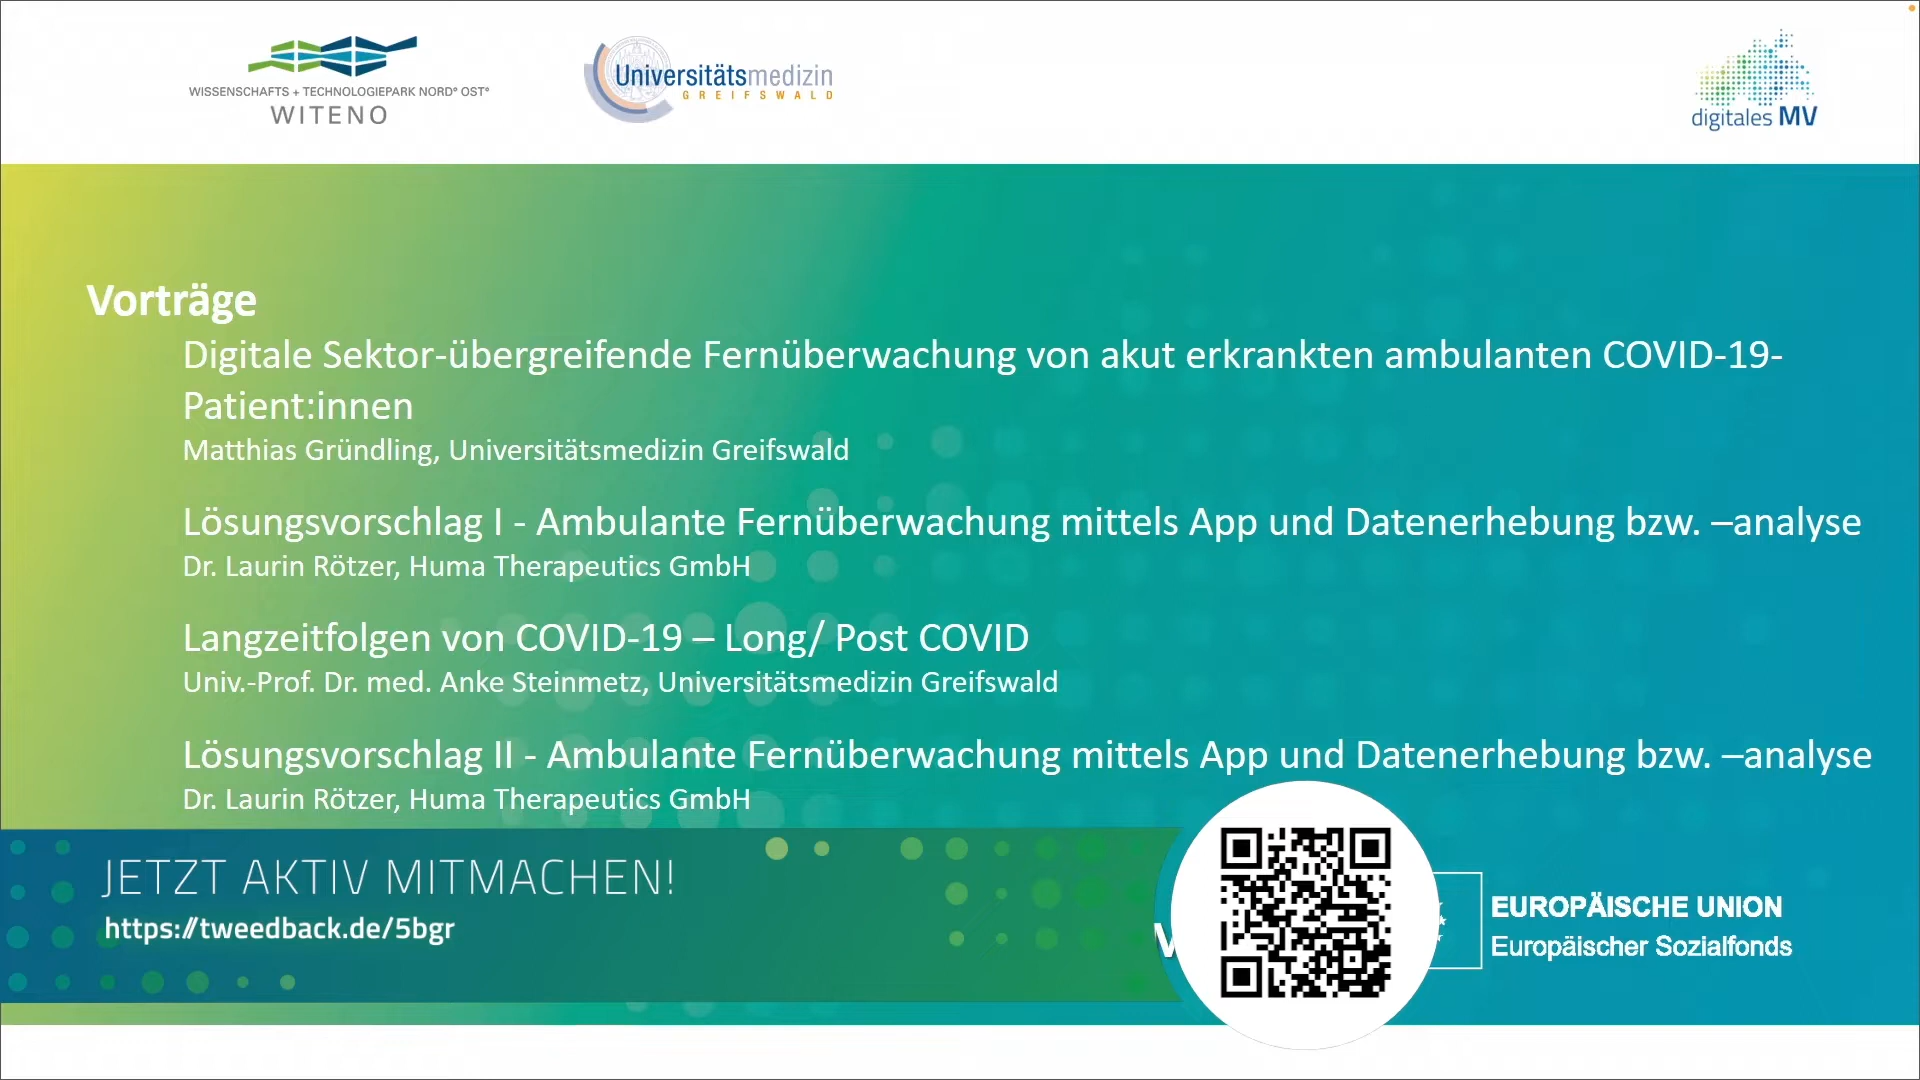 WISSENSCHAFTS + TECHNOLOGIEPARK NORD° OST°
WITENO
Universitätsmedizin
GREIFSWALD
digitales MV
Vorträge
Digitale Sektor-übergreifende Fernüberwachung von akut erkrankten ambulanten COVID-19-
Patient:innen
Matthias Gründling, Universitätsmedizin Greifswald
Lösungsvorschlag I - Ambulante Fernüberwachung mittels App und Datenerhebung bzw. –analyse
Dr. Laurin Rötzer, Huma Therapeutics GmbH
Langzeitfolgen von COVID-19 – Long/ Post COVID
Univ.-Prof. Dr. med. Anke Steinmetz, Universitätsmedizin Greifswald
Lösungsvorschlag II - Ambulante Fernüberwachung mittels App und Datenerhebung bzw. –analyse
Dr. Laurin Rötzer, Huma Therapeutics GmbH
JETZT AKTIV MITMACHEN!
https://tweedback.de/5bgr
EUROPÄISCHE UNION
Europäischer Sozialfonds